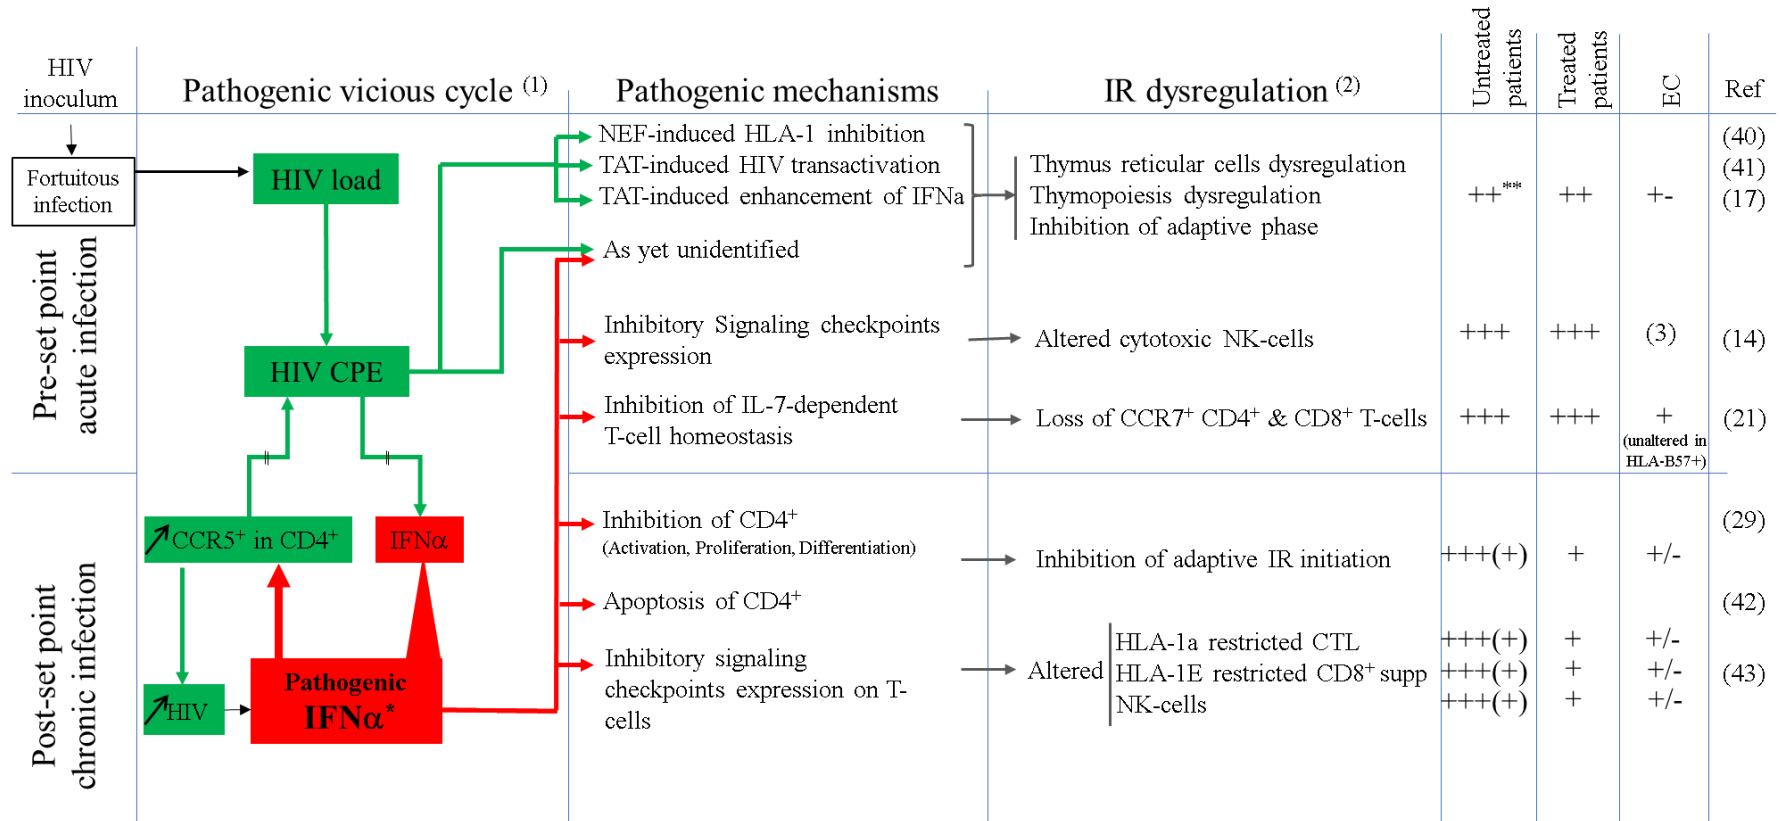 HIV
inoculum
Pathogenic vicious cycle (1)
Pathogenic mechanisms
IR dysregulation (2)
Untreated
patients
Treated
patients
EC
Ref
Fortuitous
infection
Pre-set point
acute infection
HIV load
HIV CPE
NEF-induced HLA-1 inhibition
TAT-induced HIV transactivation
TAT-induced enhancement of IFNa
As yet unidentified
Thymus reticular cells dysregulation
Thymopoiesis dysregulation
Inhibition of adaptive phase
++**
++
+-
(40)
(41)
(17)
Inhibitory Signaling checkpoints
expression
Altered cytotoxic NK-cells
+++
+++
(3)
(14)
Inhibition of IL-7-dependent
T-cell homeostasis
Loss of CCR7+ CD4+ & CD8+ T-cells
+++
+++
+
(unaltered in
HLA-B57+)
(21)
Post-set point
chronic infection
CCR5+ in CD4+
IFNα
HIV
Pathogenic
IFNα*
Inhibition of CD4+
(Activation, Proliferation, Differentiation)
Inhibition of adaptive IR initiation
+++(+)
+
+/-
(29)
Apoptosis of CD4+
(42)
Inhibitory signaling
checkpoints expression on T-
cells
Altered
HLA-1a restricted CTL
+++(+)
+
+/-
HLA-1E restricted CD8+ supp
+++(+)
+
+/-
NK-cells
+++(+)
+
+/-
(43)